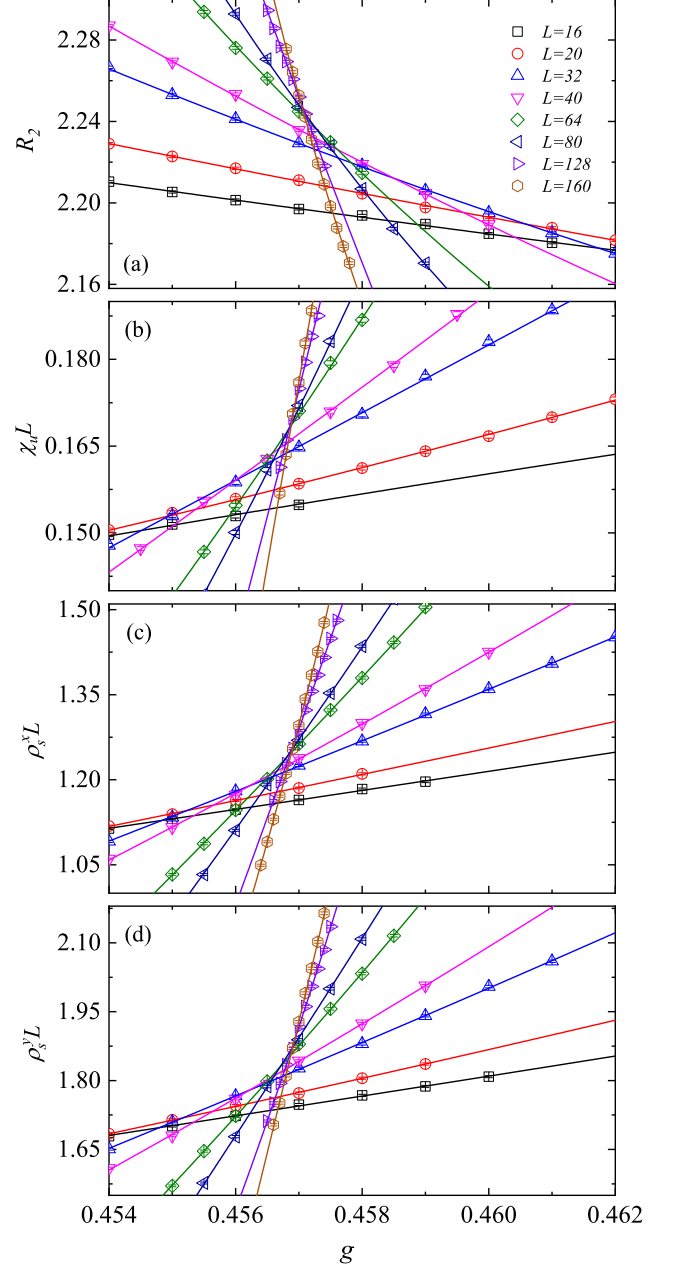 2.28
2.24
2.20
2.16
R₂
(a)
L=16
L=20
L=32
L=40
L=64
L=80
L=128
L=160
0.180
0.165
0.150
χᵤL
(b)
1.50
1.35
1.20
1.05
ρₛˣL
(c)
2.10
1.95
1.80
1.65
ρₛʸL
(d)
0.454 0.456 0.458 0.460 0.462
g